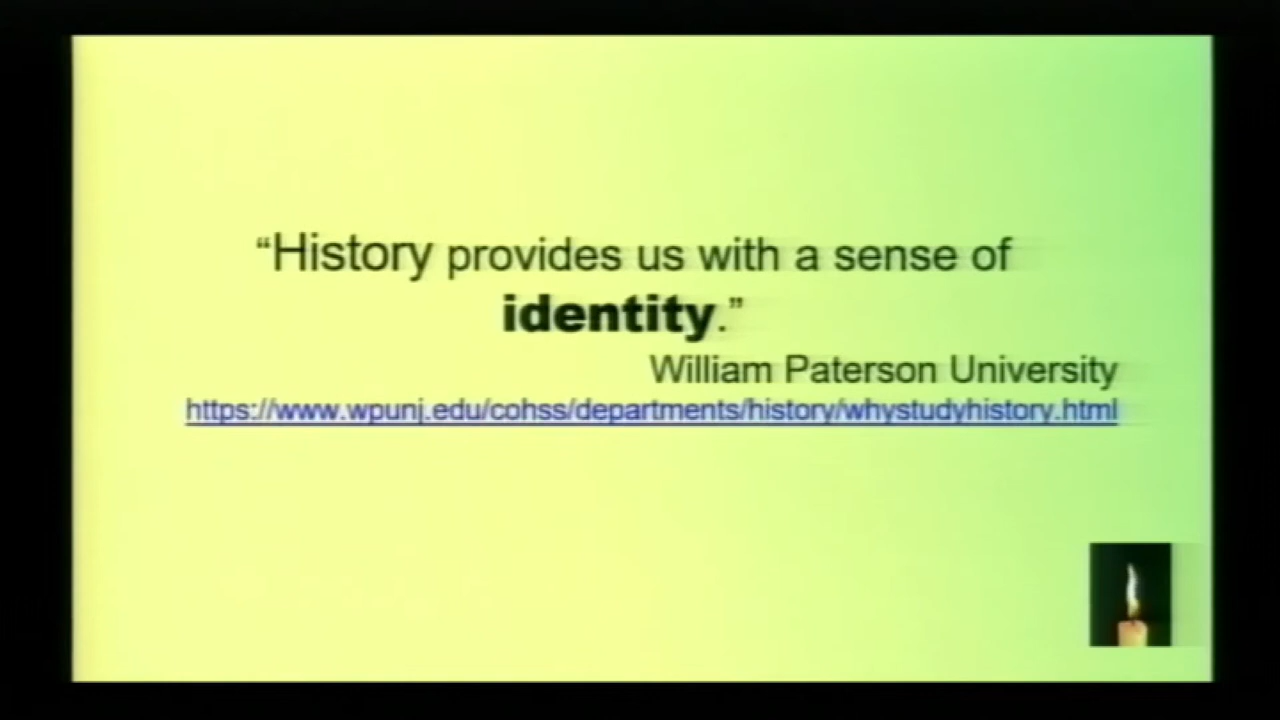 “History provides us with a sense of
identity.”
William Paterson University
https://www.wpunj.edu/cohss/departments/history/whystudyhistory.html